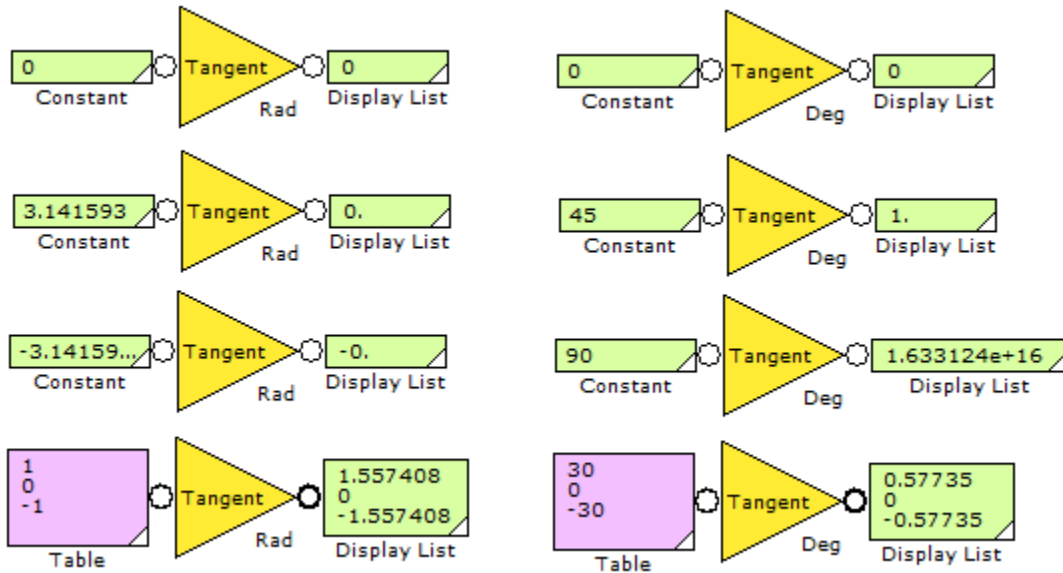 0 Tangent 0
Constant Rad Display List
0 Tangent 0
Constant Deg Display List
3.141593 Tangent 0.
Constant Rad Display List
45 Tangent 1.
Constant Deg Display List
-3.14159... Tangent -0.
Constant Rad Display List
90 Tangent 1.633124e+16
Constant Deg Display List
1
0
-1
Tangent
1.557408
0
-1.557408
Table Rad Display List
30
0
-30
Tangent
0.57735
0
-0.57735
Table Deg Display List